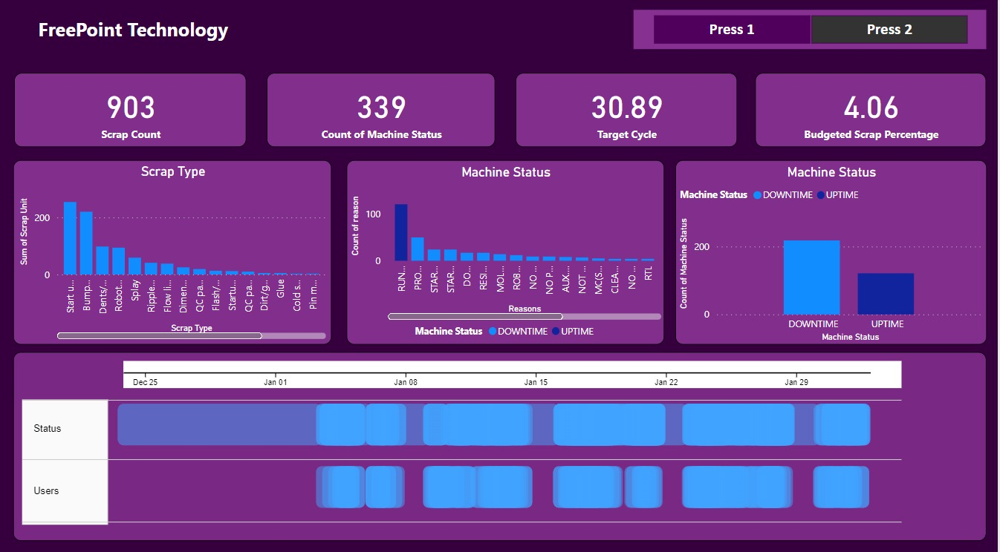 FreePoint Technology
Press 1
Press 2
903
Scrap Count
339
Count of Machine Status
30.89
Target Cycle
4.06
Budgeted Scrap Percentage
Scrap Type
Sum of Scrap Unit
200
0
Start u...
Bump...
Dents/...
Robot...
Splay
Ripple...
Flow li...
Dimen...
QC pa...
Flash/...
Startu...
QC pa...
Dirt/g...
Glue
Cold s...
Pin m...
Scrap Type
Machine Status
Count of reason
100
0
RUN...
PRO...
STAR...
STAR...
DO...
RESI...
MOL...
ROB...
NO ...
NO P...
AUX...
NOT ...
MC(S...
CLEA...
NO...
RTL
Reasons
Machine Status DOWNTIME UPTIME
Machine Status
Machine Status DOWNTIME UPTIME
Count of Machine Status
200
0
DOWNTIME
UPTIME
Machine Status
Dec 25
Jan 01
Jan 08
Jan 15
Jan 22
Jan 29
Status
Users